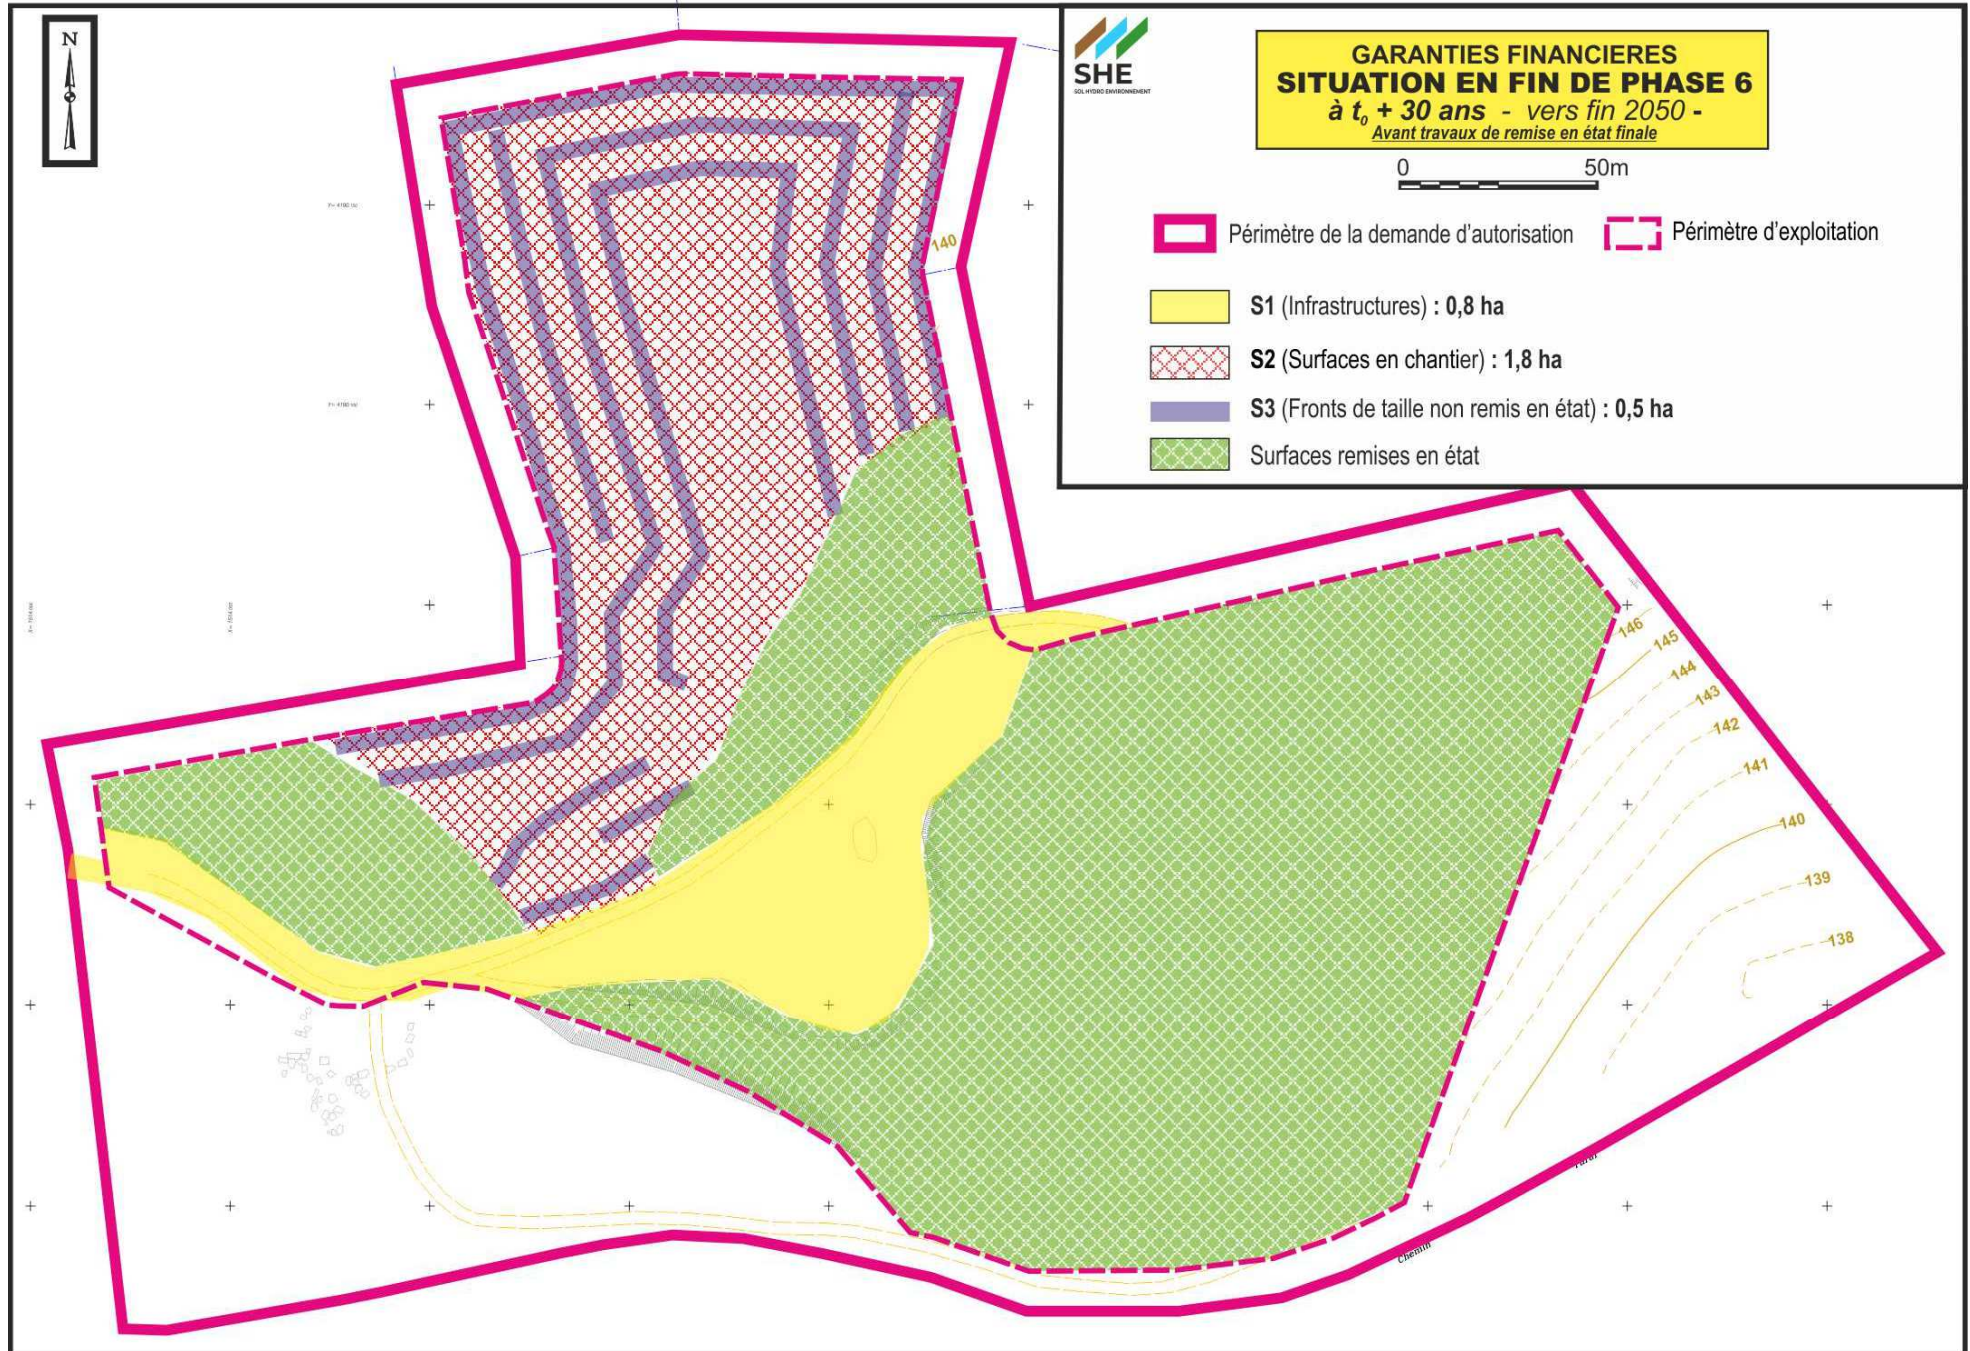 N
SHE
SOL HYDRO ENVIRONNEMENT
GARANTIES FINANCIERES
SITUATION EN FIN DE PHASE 6
à t₀ + 30 ans - vers fin 2050 -
Avant travaux de remise en état finale
0 50m
Périmètre de la demande d'autorisation
Périmètre d'exploitation
S1 (Infrastructures) : 0,8 ha
S2 (Surfaces en chantier) : 1,8 ha
S3 (Fronts de taille non remis en état) : 0,5 ha
Surfaces remises en état
140
146
145
144
143
142
141
140
139
138
Chemin